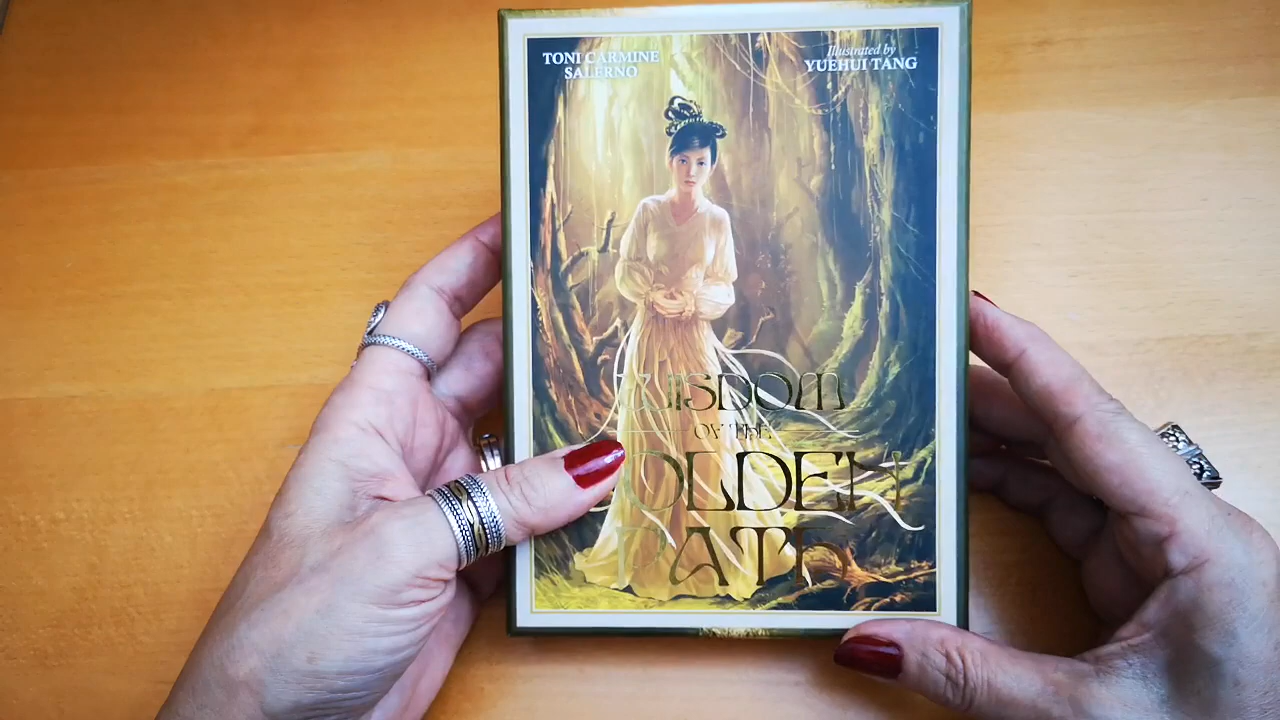 TONI CARMINE
SALERNO
Illustrated by
YUEHUI TANG
WISDOM
OF THE
GOLDEN
PATH